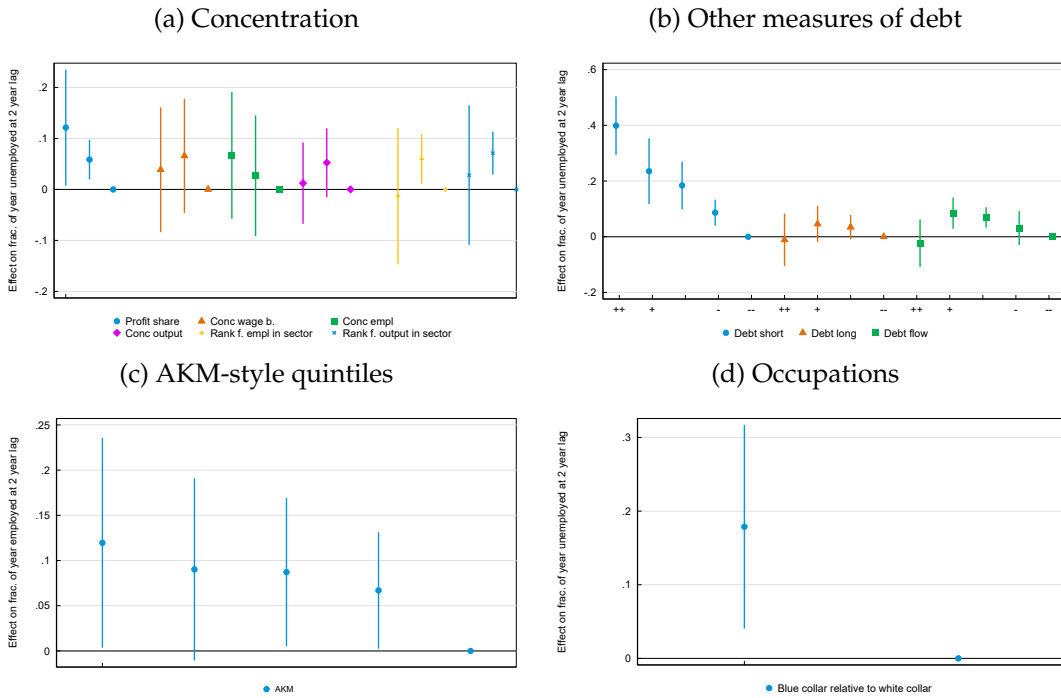 (a) Concentration
Effect on frac. of year unemployed at 2 year lag
.2
.1
0
-.1
-.2
Profit share
Conc wage b.
Conc empl
Conc output
Rank f. empl in sector
Rank f. output in sector
(b) Other measures of debt
Effect on frac. of year unemployed at 2 year lag
.6
.4
.2
0
-.2
++ + - -- ++ + -- ++ + - --
Debt short
Debt long
Debt flow
(c) AKM-style quintiles
Effect on frac. of year employed at 2 year lag
.25
.2
.15
.1
.05
0
AKM
(d) Occupations
Effect on frac. of year unemployed at 2 year lag
.3
.2
.1
0
Blue collar relative to white collar